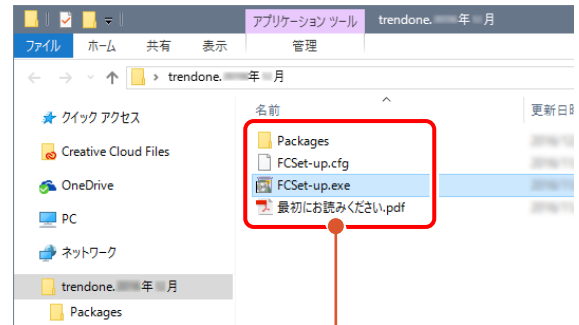 アプリケーション ツール
trendone. 年 月
ファイル
ホーム
共有
表示
管理
trendone. 年 月
名前
更新日時
クイック アクセス
Creative Cloud Files
OneDrive
PC
ネットワーク
trendone. 年 月
Packages
Packages
FCSet-up.cfg
FCSet-up.exe
最初にお読みください.pdf